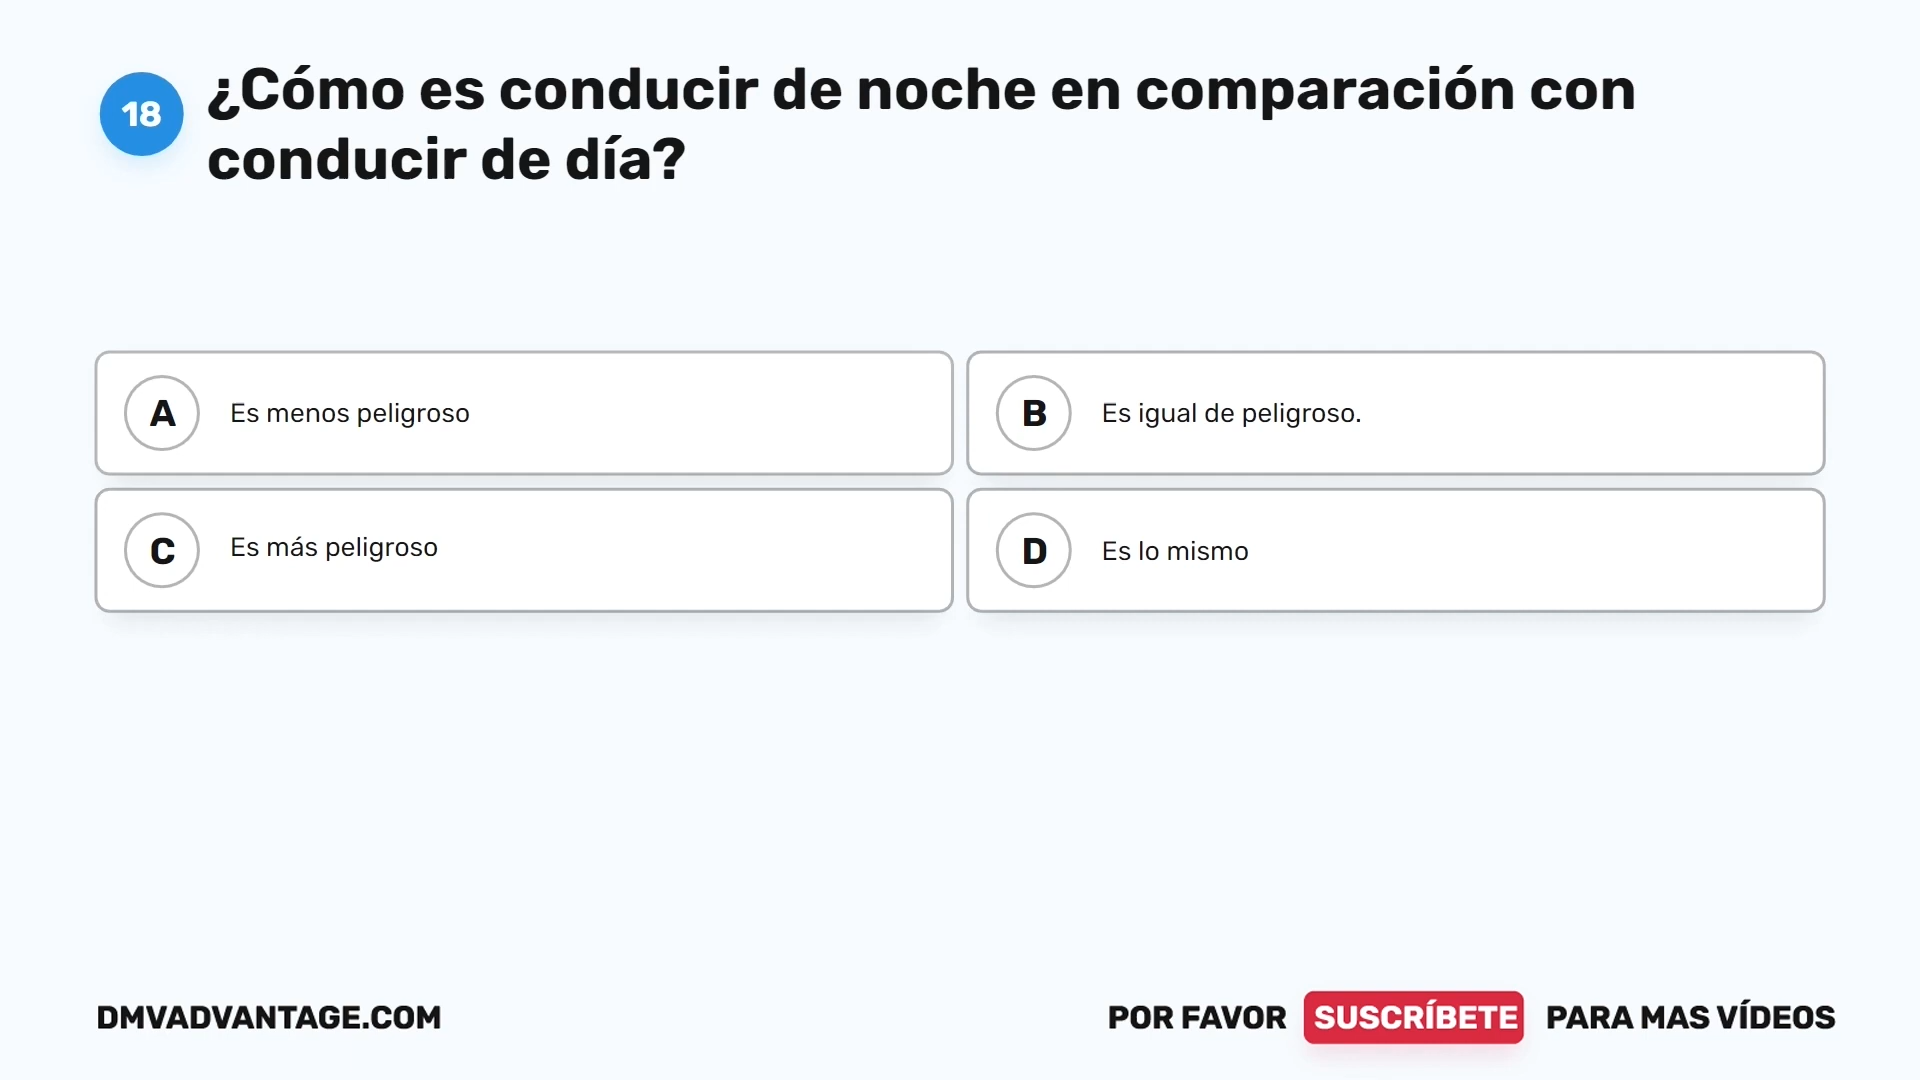 18
¿Cómo es conducir de noche en comparación con
conducir de día?
A
Es menos peligroso
B
Es igual de peligroso.
C
Es más peligroso
D
Es lo mismo
DMVADVANTAGE.COM
POR FAVOR SUSCRÍBETE PARA MAS VÍDEOS